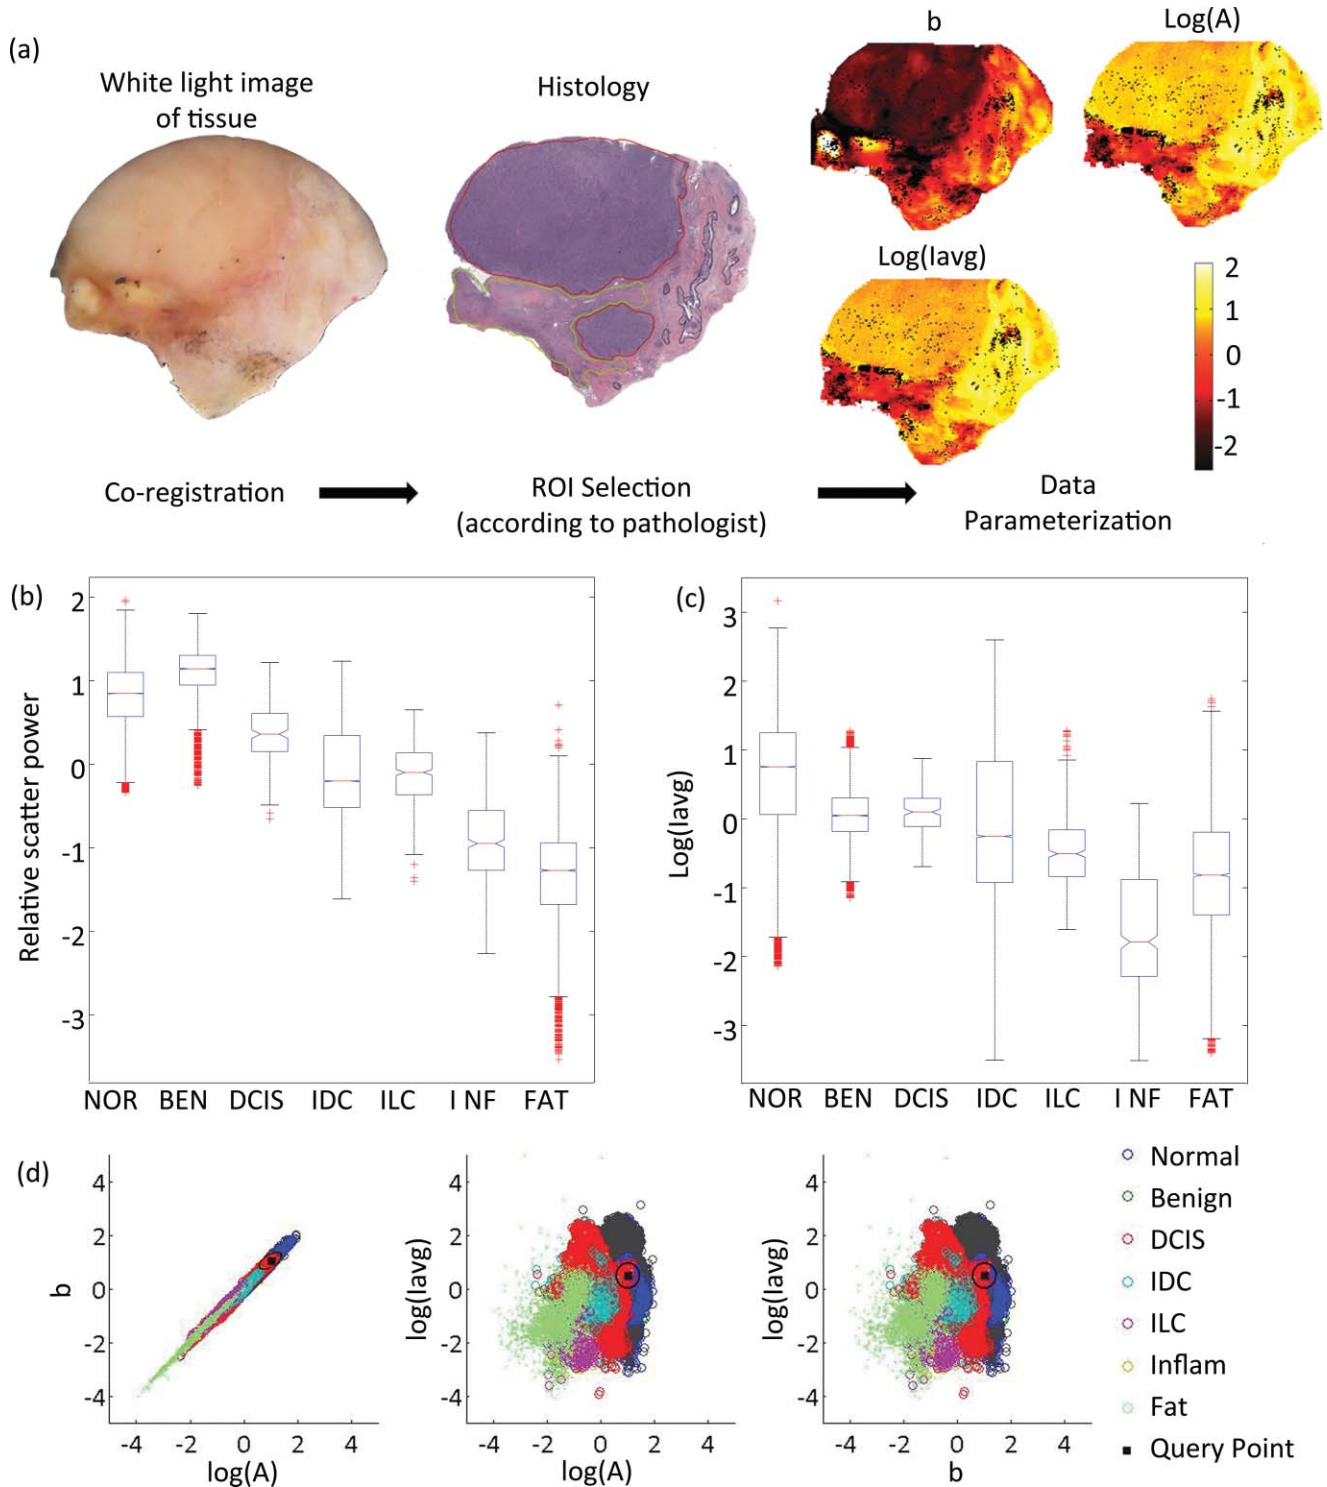 (a)
White light image
of tissue
Histology
b
Log(A)
Log(Iavg)
2
1
0
-1
-2
Co-registration
ROI Selection
(according to pathologist)
Data
Parameterization
(b)
Relative scatter power
2
1
0
-1
-2
-3
NOR BEN DCIS IDC ILC I NF FAT
(c)
Log(Iavg)
3
2
1
0
-1
-2
-3
NOR BEN DCIS IDC ILC I NF FAT
(d)
b
4
2
0
-2
-4
-4 -2 0 2 4
log(A)
log(Iavg)
4
2
0
-2
-4
-4 -2 0 2 4
log(A)
log(Iavg)
4
2
0
-2
-4
-4 -2 0 2 4
b
Normal
Benign
DCIS
IDC
ILC
Inflam
Fat
Query Point